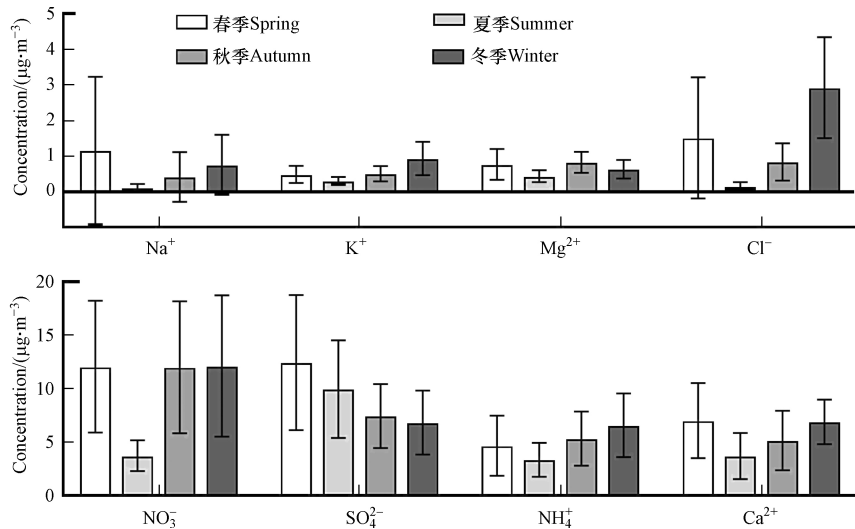 5
4
3
2
1
0
Concentration/(μg·m⁻³)
春季Spring
夏季Summer
秋季Autumn
冬季Winter
Na⁺
K⁺
Mg²⁺
Cl⁻
20
15
10
5
0
Concentration/(μg·m⁻³)
NO₃⁻
SO₄²⁻
NH₄⁺
Ca²⁺